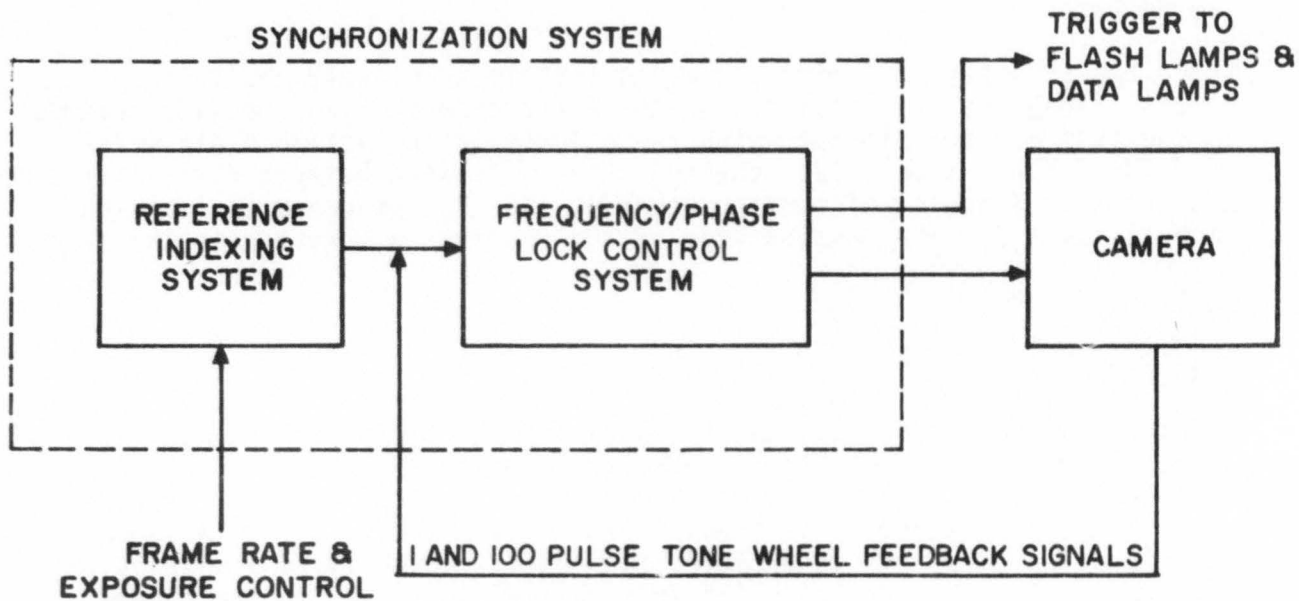 SYNCHRONIZATION SYSTEM
TRIGGER TO
FLASH LAMPS &
DATA LAMPS
REFERENCE
INDEXING
SYSTEM
FREQUENCY/PHASE
LOCK CONTROL
SYSTEM
CAMERA
FRAME RATE &
EXPOSURE CONTROL
1 AND 100 PULSE TONE WHEEL FEEDBACK SIGNALS